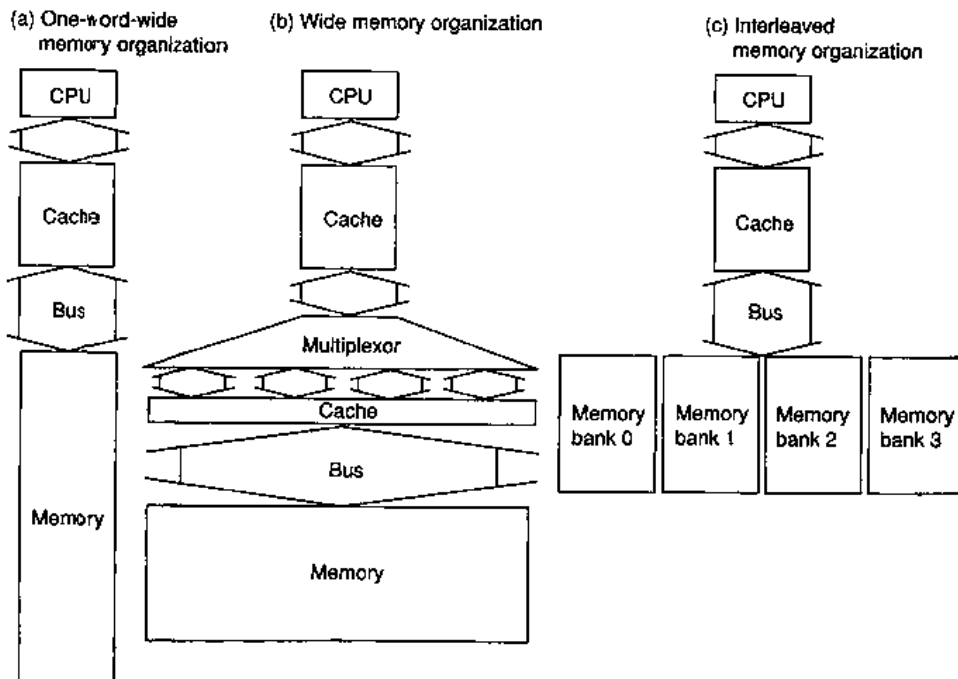 (a) One-word-wide
memory organization
CPU
Cache
Bus
Memory
(b) Wide memory organization
CPU
Cache
Multiplexor
Cache
Bus
Memory
(c) Interleaved
memory organization
CPU
Cache
Bus
Memory
bank 0
Memory
bank 1
Memory
bank 2
Memory
bank 3